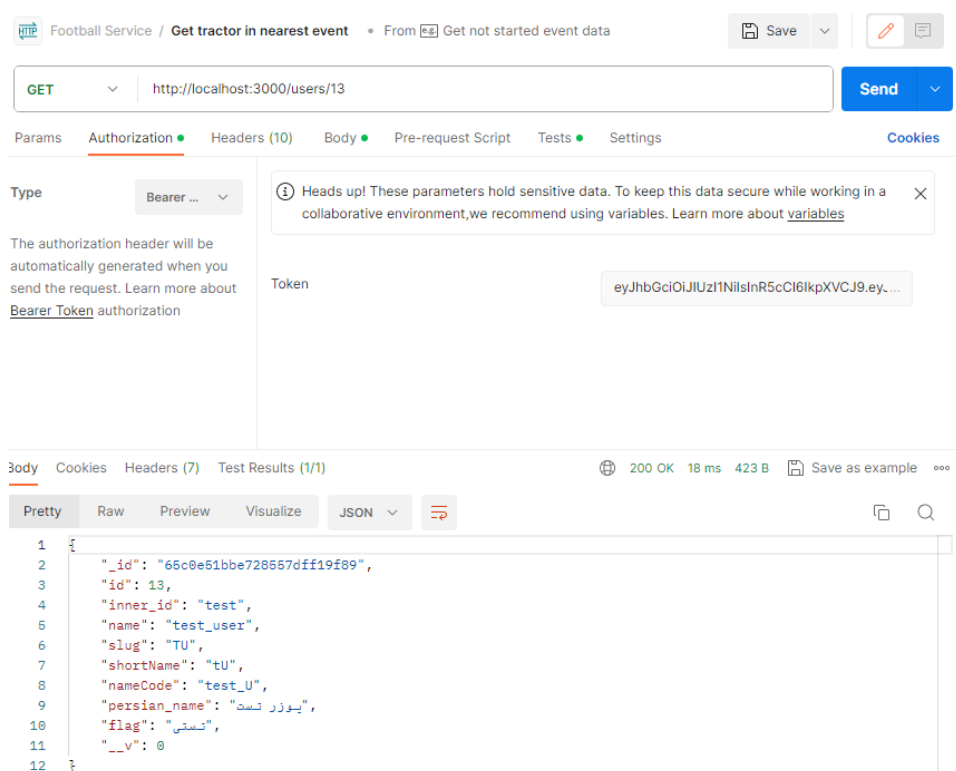 HTTP Football Service / Get tractor in nearest event • From e.g. Get not started event data Save
GET http://localhost:3000/users/13 Send
Params Authorization Headers (10) Body Pre-request Script Tests Settings Cookies
Type Bearer ...
Heads up! These parameters hold sensitive data. To keep this data secure while working in a
collaborative environment,we recommend using variables. Learn more about variables
The authorization header will be
automatically generated when you
send the request. Learn more about
Bearer Token authorization
Token eyJhbGciOiJIUzI1NiIsInR5cCI6IkpXVCJ9.ey...
Body Cookies Headers (7) Test Results (1/1) 200 OK 18 ms 423 B Save as example
Pretty Raw Preview Visualize JSON
1 {
2 "_id": "65c0e51bbe728557dff19f89",
3 "id": 13,
4 "inner_id": "test",
5 "name": "test_user",
6 "slug": "TU",
7 "shortName": "tU",
8 "nameCode": "test_U",
9 "persian_name": "یوزر تست",
10 "flag": "تستی",
11 "__v": 0
12 }